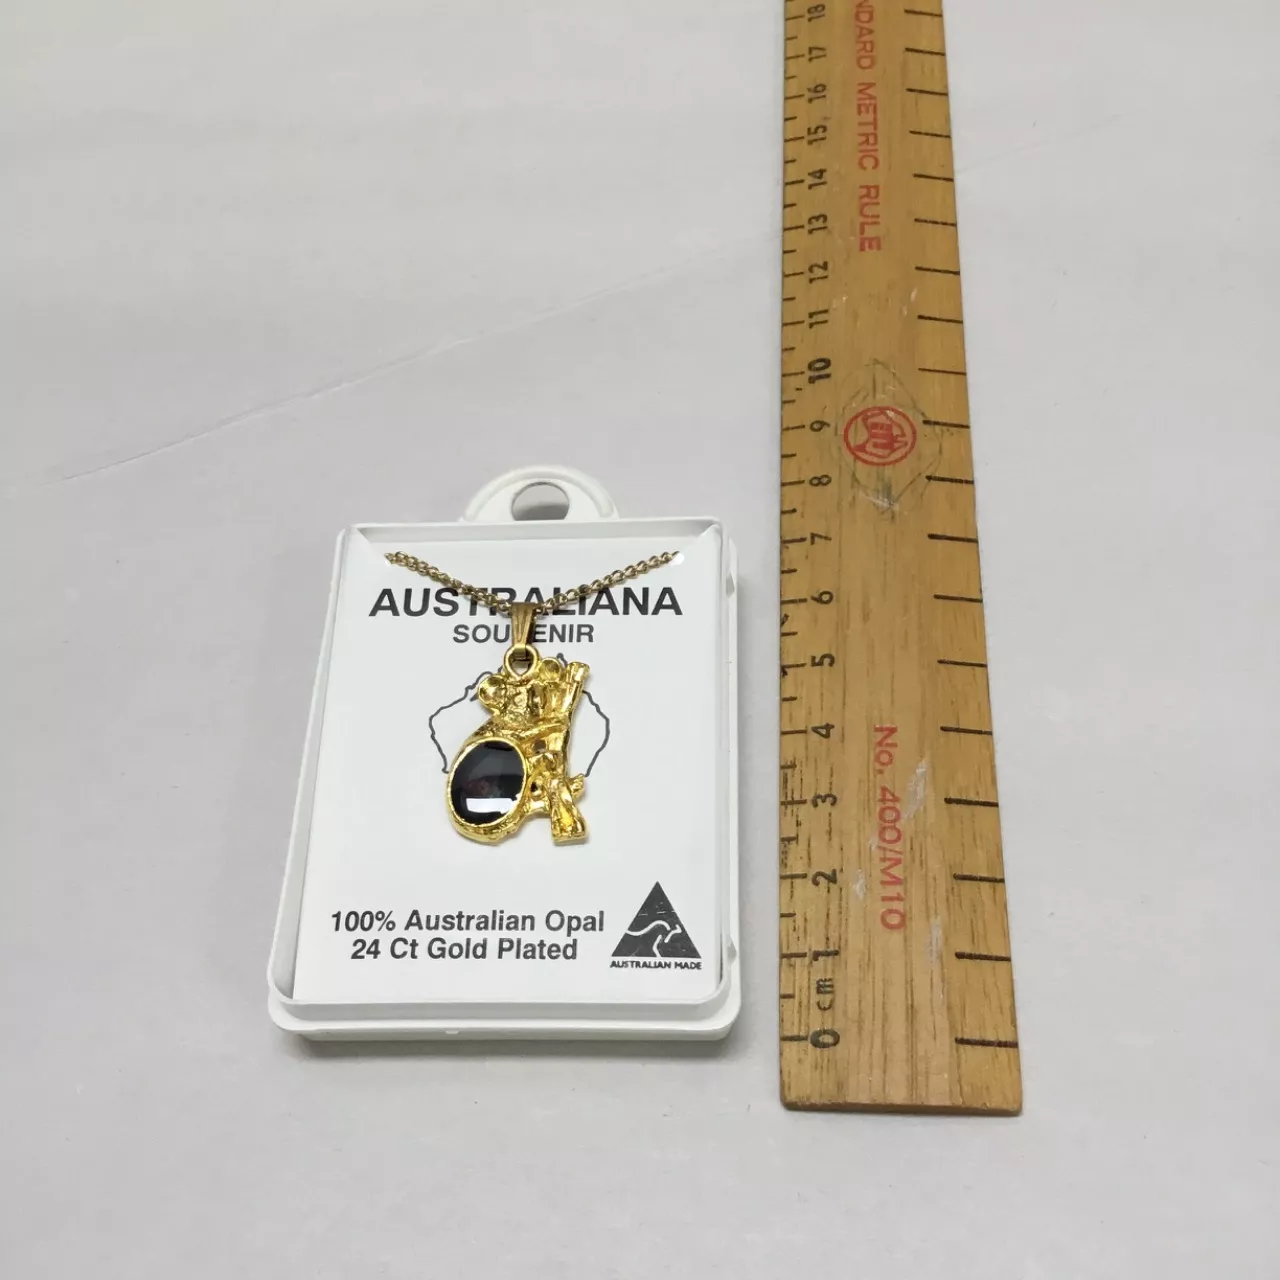 AUSTRALIANA
SOUVENIR
100% Australian Opal
24 Ct Gold Plated
AUSTRALIAN MADE
NDARD METRIC RULE
No. 400/M10
18
17
16
15
14
13
12
11
10
9
8
7
6
5
4
3
2
1
cm
0